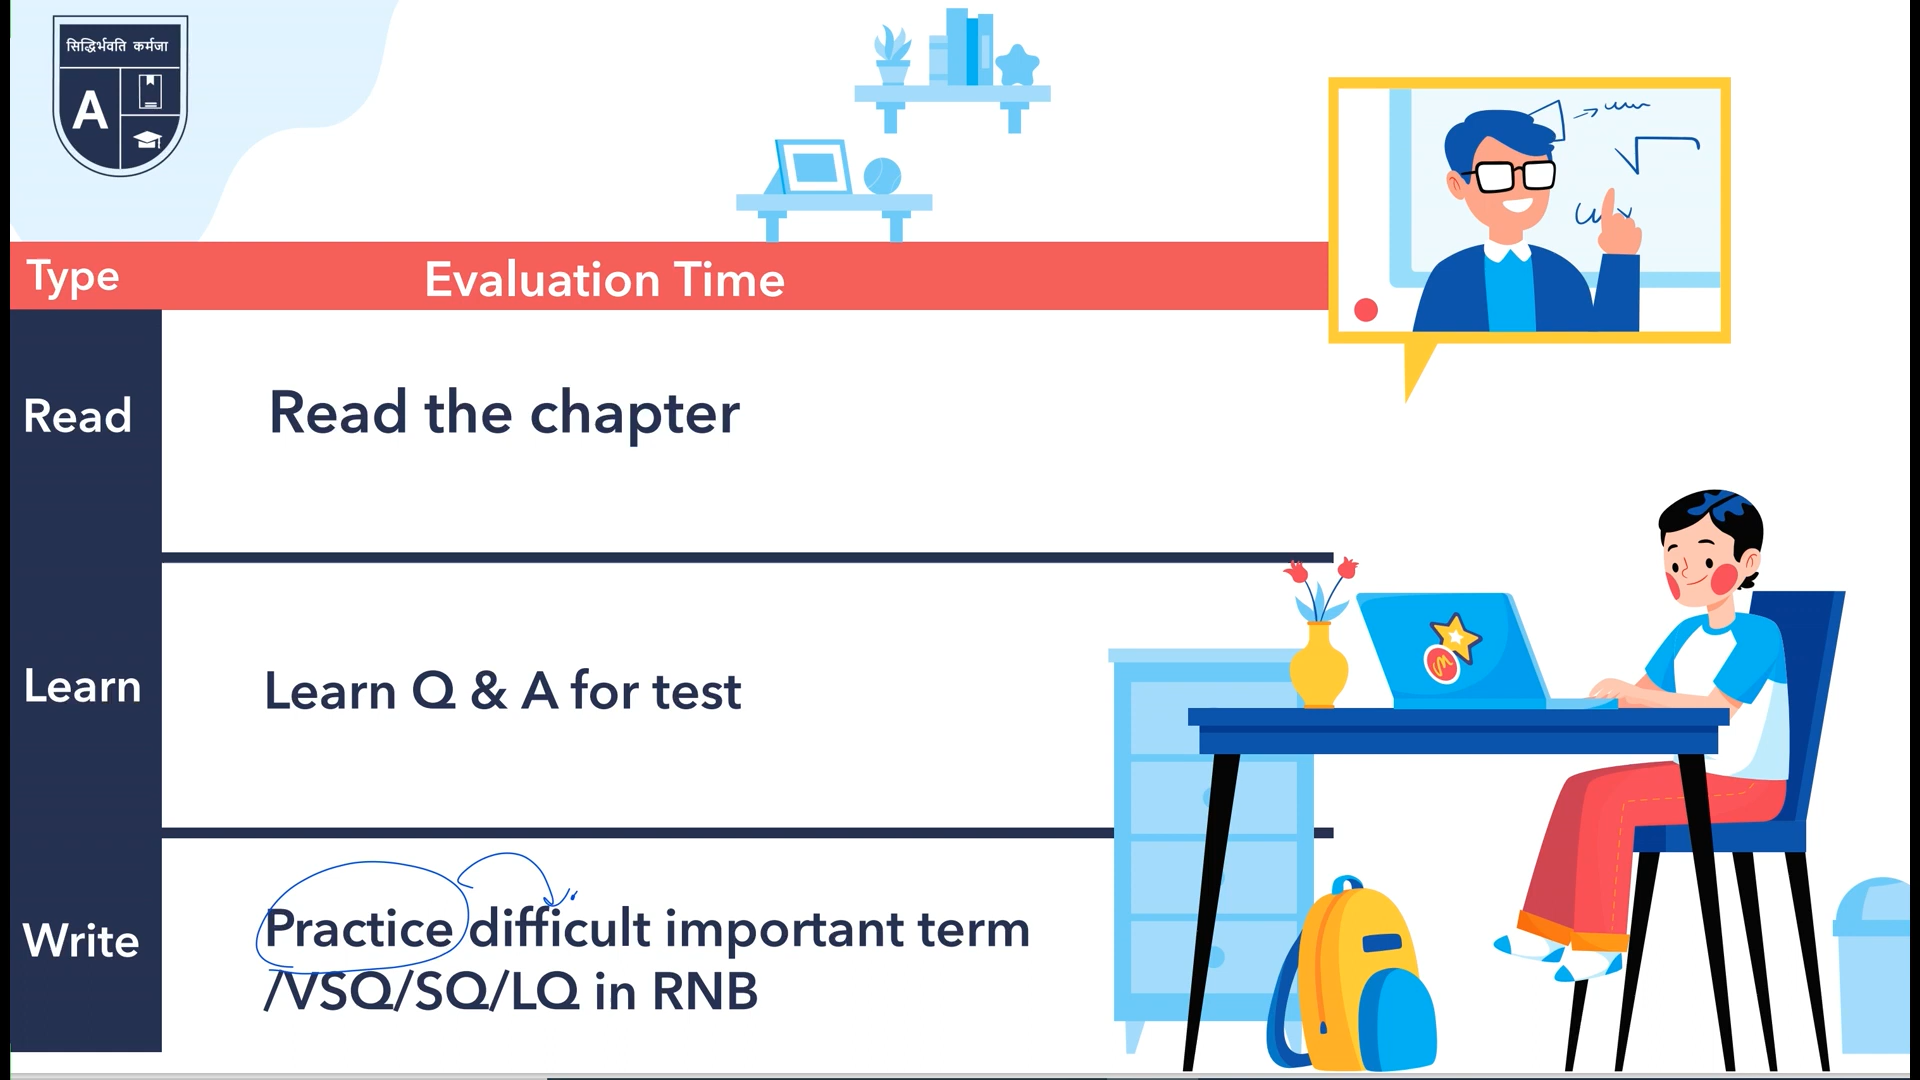 सिद्धिर्भवति कर्मजा
A
Type
Evaluation Time
Read
Read the chapter
Learn
Learn Q & A for test
Write
Practice difficult important term
/VSQ/SQ/LQ in RNB